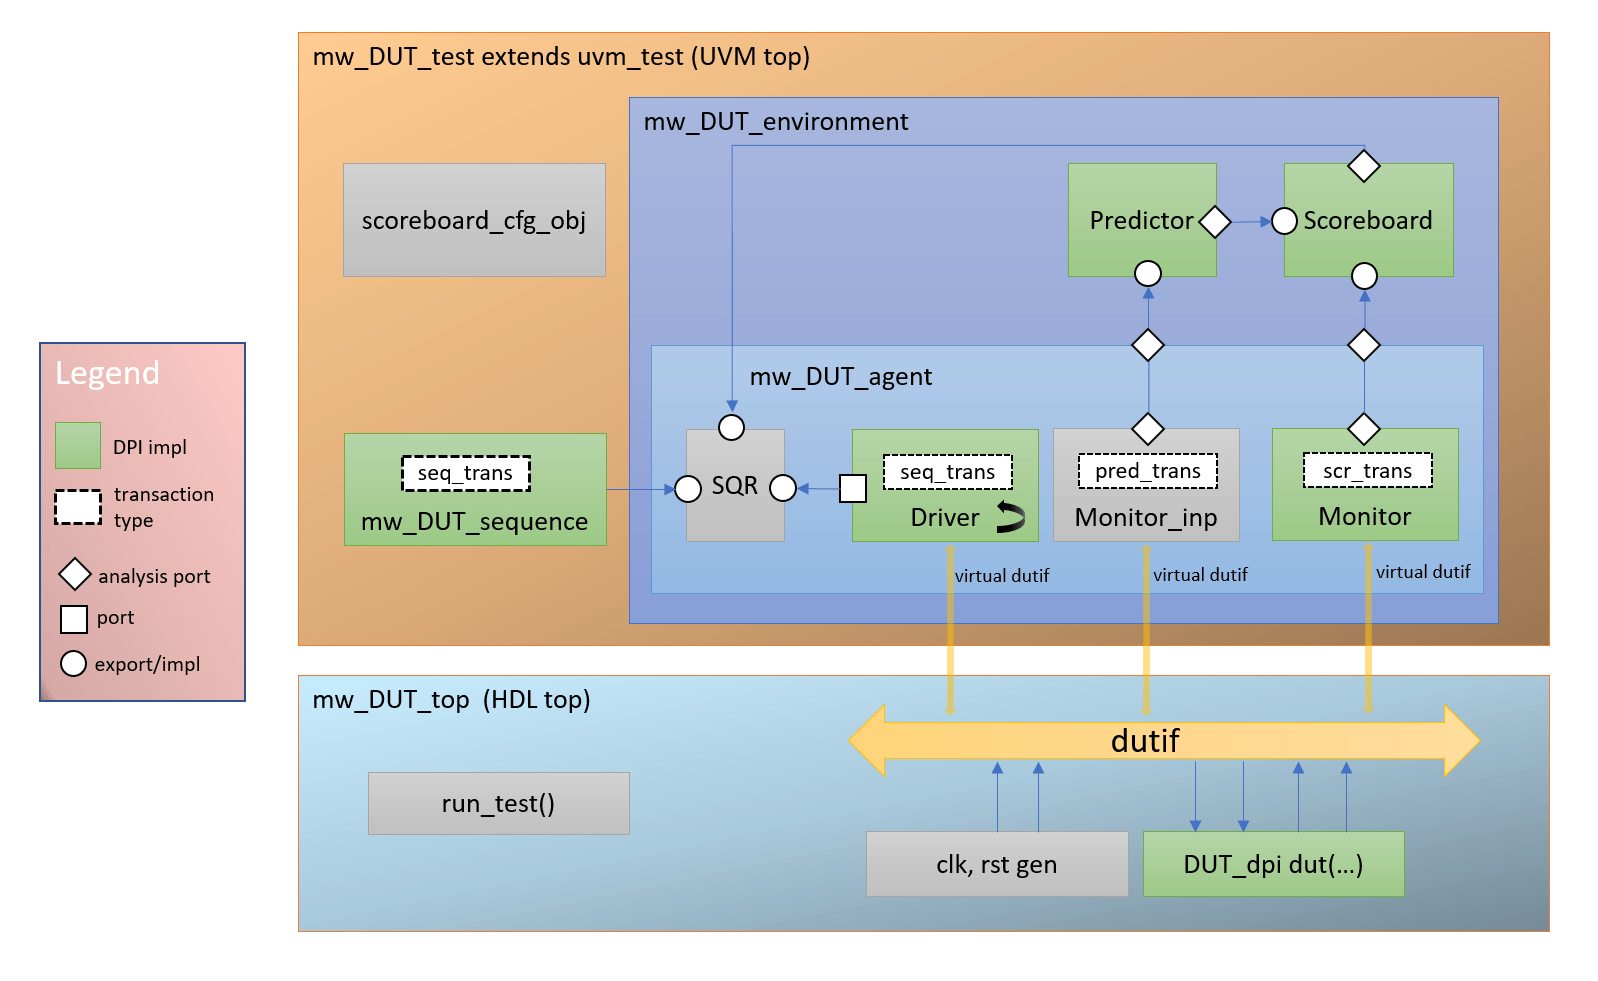 mw_DUT_test extends uvm_test (UVM top)
mw_DUT_environment
scoreboard_cfg_obj
Predictor
Scoreboard
mw_DUT_agent
seq_trans
mw_DUT_sequence
SQR
seq_trans
Driver
pred_trans
Monitor_inp
scr_trans
Monitor
virtual dutif
virtual dutif
virtual dutif
Legend
DPI impl
transaction
type
analysis port
port
export/impl
mw_DUT_top (HDL top)
dutif
run_test()
clk, rst gen
DUT_dpi dut(...)